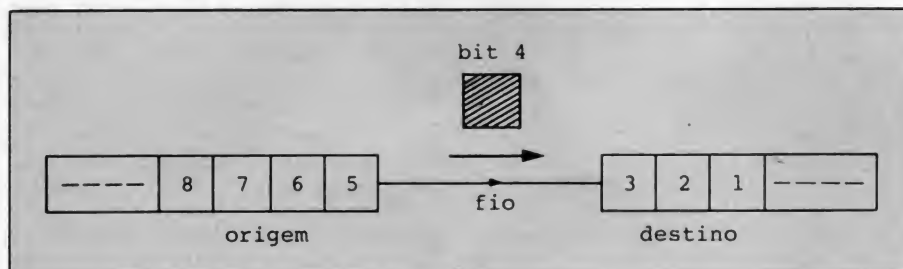 bit 4
----- 8 7 6 5 3 2 1 -----
fio
origem destino